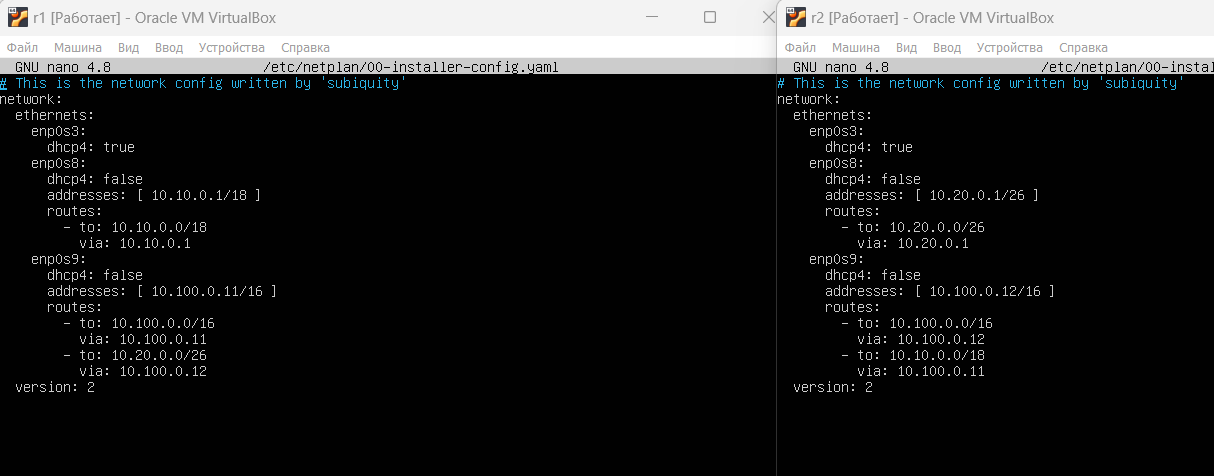 r1 [Работает] - Oracle VM VirtualBox
Файл Машина Вид Ввод Устройства Справка
GNU nano 4.8 /etc/netplan/00-installer-config.yaml
# This is the network config written by 'subiquity'
network:
  ethernets:
    enp0s3:
      dhcp4: true
    enp0s8:
      dhcp4: false
      addresses: [ 10.10.0.1/18 ]
      routes:
        - to: 10.10.0.0/18
          via: 10.10.0.1
    enp0s9:
      dhcp4: false
      addresses: [ 10.100.0.11/16 ]
      routes:
        - to: 10.100.0.0/16
          via: 10.100.0.11
        - to: 10.20.0.0/26
          via: 10.100.0.12
  version: 2
r2 [Работает] - Oracle VM VirtualBox
Файл Машина Вид Ввод Устройства Справка
GNU nano 4.8 /etc/netplan/00-instal
# This is the network config written by 'subiquity'
network:
  ethernets:
    enp0s3:
      dhcp4: true
    enp0s8:
      dhcp4: false
      addresses: [ 10.20.0.1/26 ]
      routes:
        - to: 10.20.0.0/26
          via: 10.20.0.1
    enp0s9:
      dhcp4: false
      addresses: [ 10.100.0.12/16 ]
      routes:
        - to: 10.100.0.0/16
          via: 10.100.0.12
        - to: 10.10.0.0/18
          via: 10.100.0.11
  version: 2